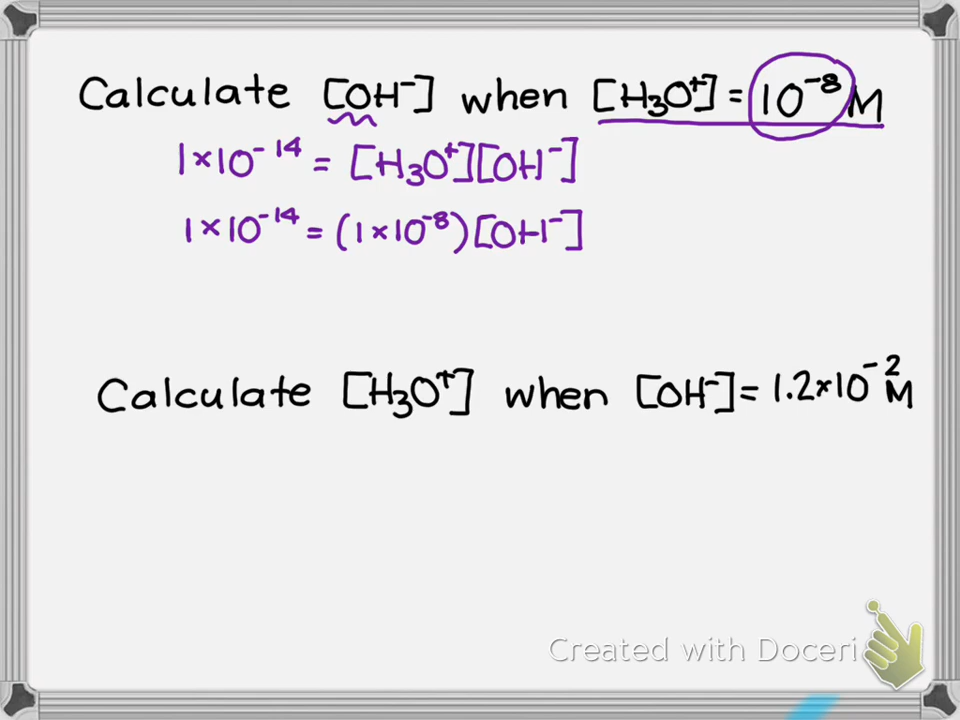 Calculate [OH⁻] when [H₃O⁺] = 10⁻⁸ M
1×10⁻¹⁴ = [H₃O⁺][OH⁻]
1×10⁻¹⁴ = (1×10⁻⁸)[OH⁻]
Calculate [H₃O⁺] when [OH⁻] = 1.2×10⁻² M
Created with Doceri